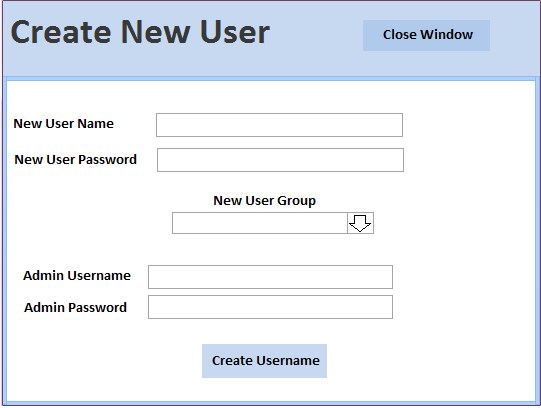 Create New User
Close Window
New User Name
New User Password
New User Group
Admin Username
Admin Password
Create Username